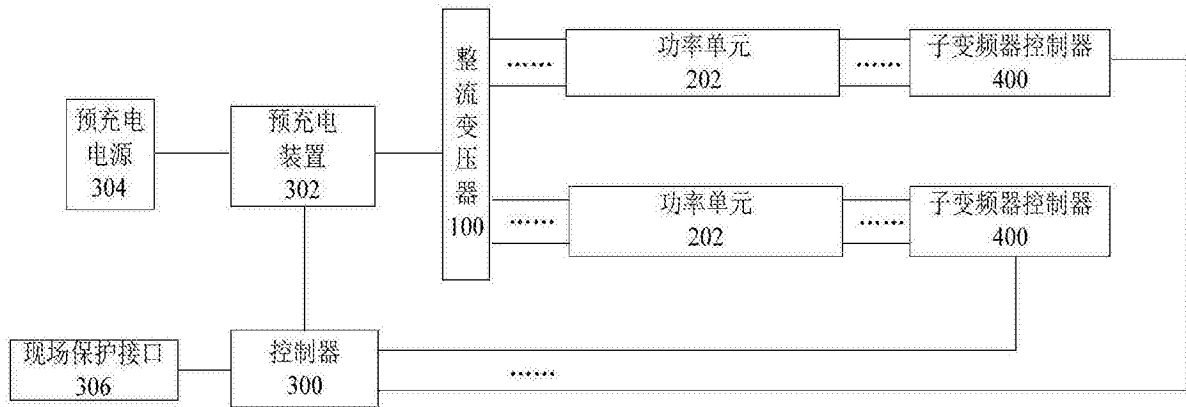 预充电
电源
304
预充电
装置
302
整
流
变
压
器
100
……
功率单元
202
……
子变频器控制器
400
……
功率单元
202
……
子变频器控制器
400
现场保护接口
306
控制器
300
……